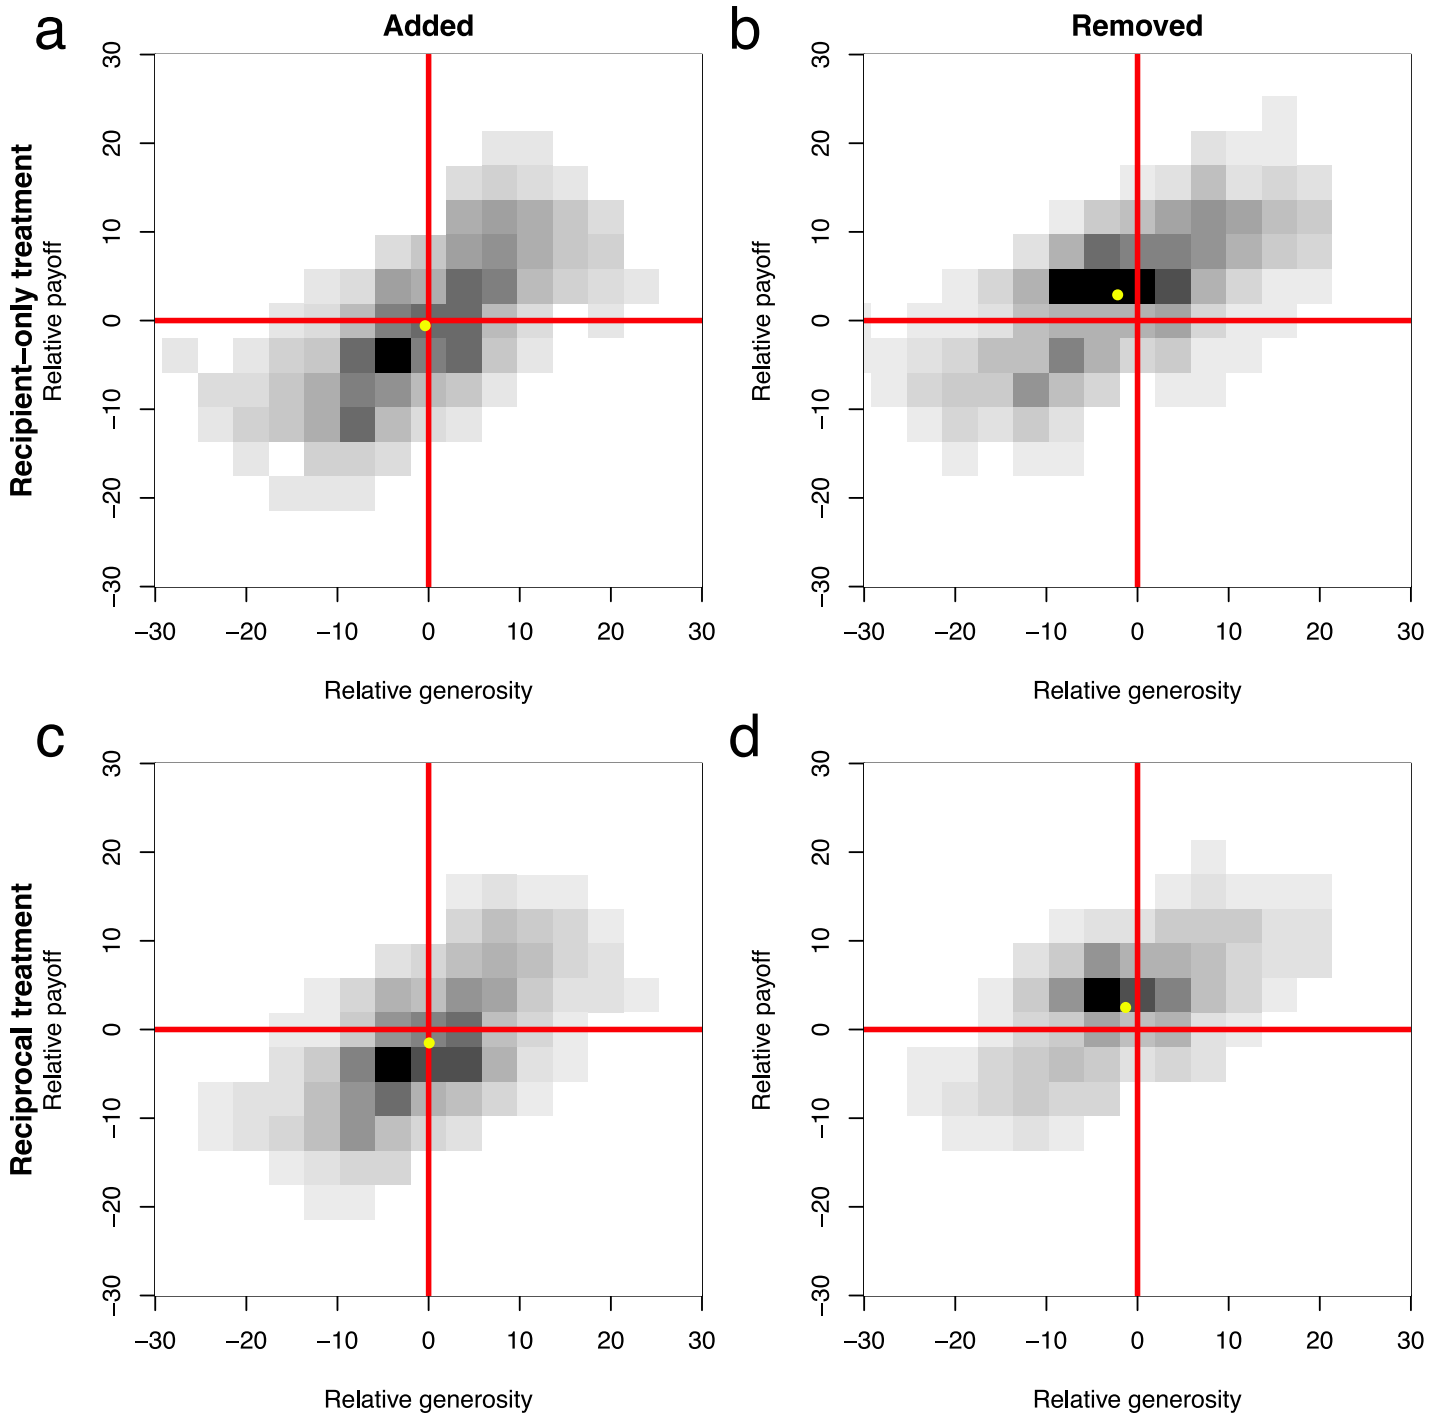 a
Added
b
Removed
Recipient−only treatment
Relative payoff
30
20
10
0
−10
−20
−30
−30 −20 −10 0 10 20 30
Relative generosity
Relative payoff
30
20
10
0
−10
−20
−30
−30 −20 −10 0 10 20 30
Relative generosity
c
d
Reciprocal treatment
Relative payoff
30
20
10
0
−10
−20
−30
−30 −20 −10 0 10 20 30
Relative generosity
Relative payoff
30
20
10
0
−10
−20
−30
−30 −20 −10 0 10 20 30
Relative generosity